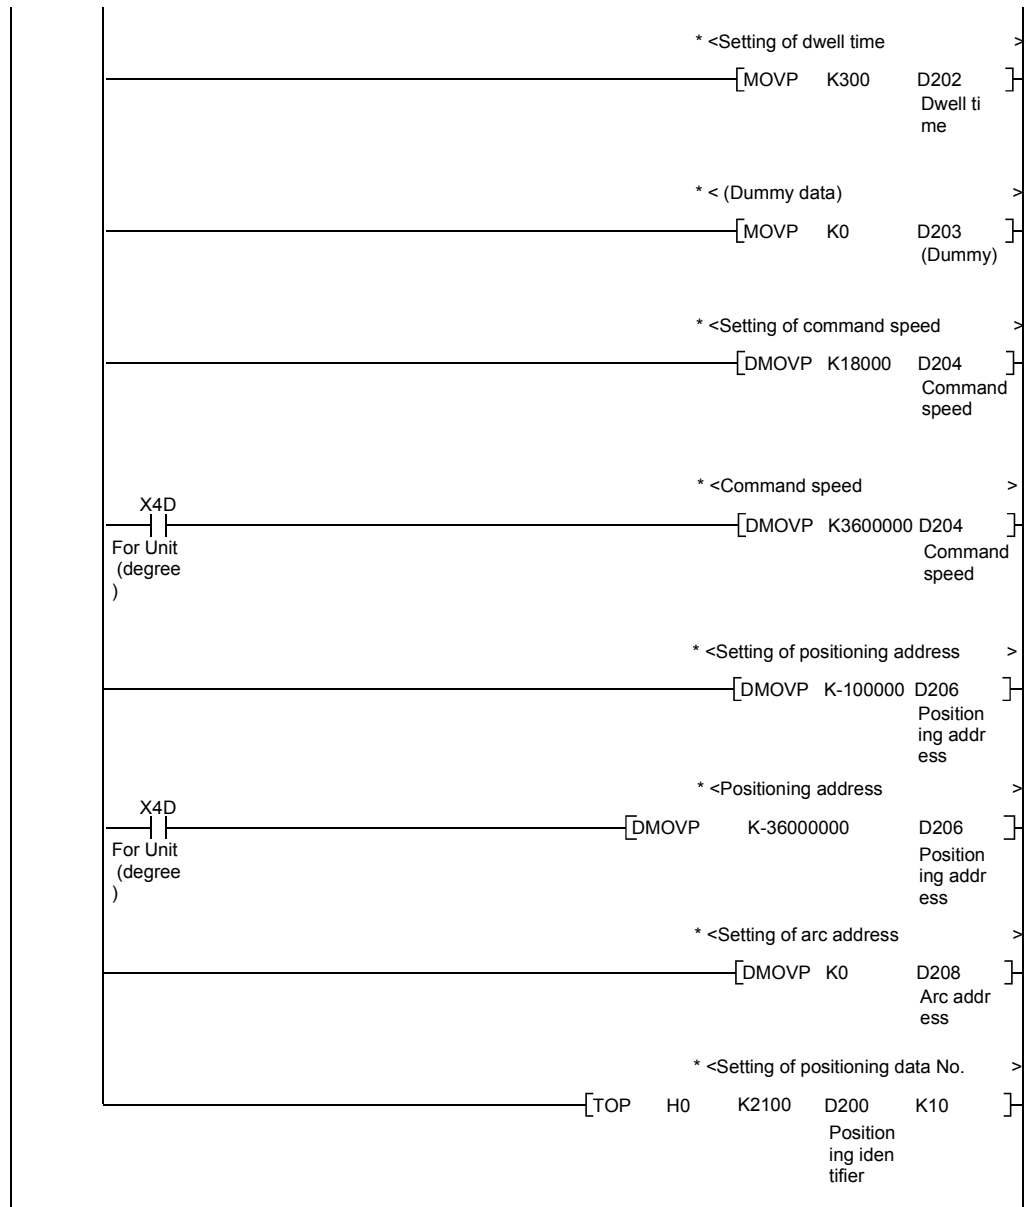 * <Setting of dwell time >
MOVP K300 D202
Dwell ti
me
* < (Dummy data) >
MOVP K0 D203
(Dummy)
* <Setting of command speed >
DMOVP K18000 D204
Command
speed
* <Command speed >
X4D
DMOVP K3600000 D204
For Unit
(degree
)
Command
speed
* <Setting of positioning address >
DMOVP K-100000 D206
Position
ing addr
ess
* <Positioning address >
X4D
DMOVP K-36000000 D206
For Unit
(degree
)
Position
ing addr
ess
* <Setting of arc address >
DMOVP K0 D208
Arc addr
ess
* <Setting of positioning data No. >
TOP H0 K2100 D200 K10
Position
ing iden
tifier